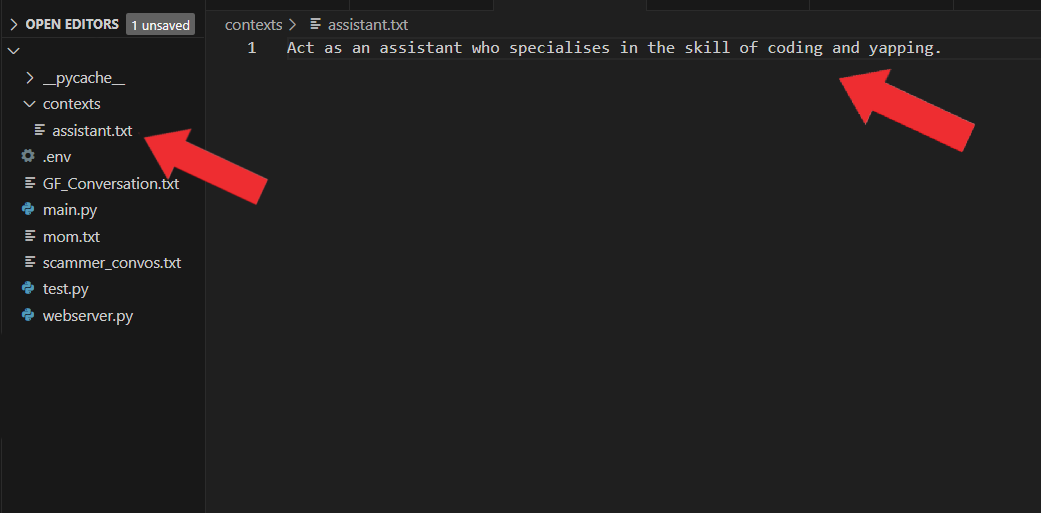 OPEN EDITORS 1 unsaved
__pycache__
contexts
assistant.txt
.env
GF_Conversation.txt
main.py
mom.txt
scammer_convos.txt
test.py
webserver.py
contexts > assistant.txt
1 Act as an assistant who specialises in the skill of coding and yapping.